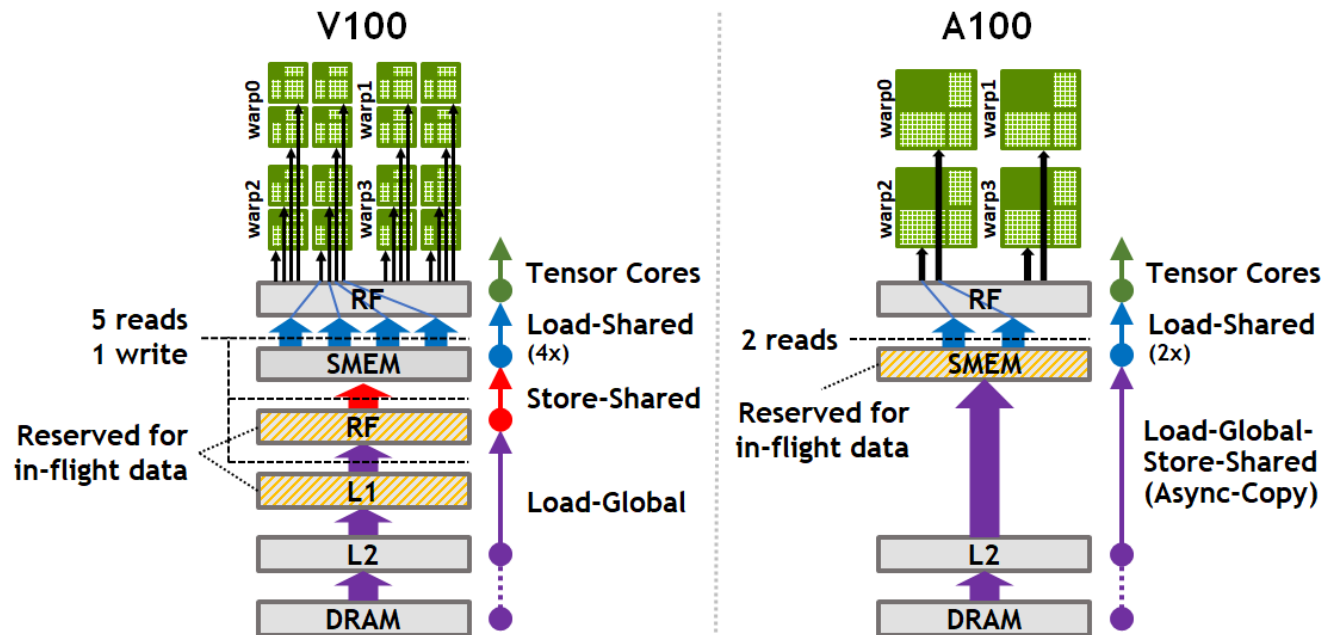 V100
warp0
warp1
warp2
warp3
RF
5 reads
1 write
SMEM
RF
Reserved for
in-flight data
L1
L2
DRAM
Tensor Cores
Load-Shared
(4x)
Store-Shared
Load-Global
A100
warp0
warp1
warp2
warp3
RF
2 reads
SMEM
Reserved for
in-flight data
L2
DRAM
Tensor Cores
Load-Shared
(2x)
Load-Global-
Store-Shared
(Async-Copy)